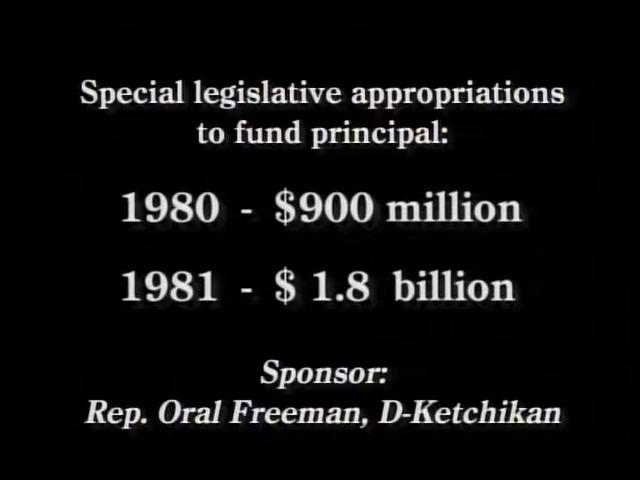 Special legislative appropriations
to fund principal:
1980 - $900 million
1981 - $ 1.8 billion
Sponsor:
Rep. Oral Freeman, D-Ketchikan